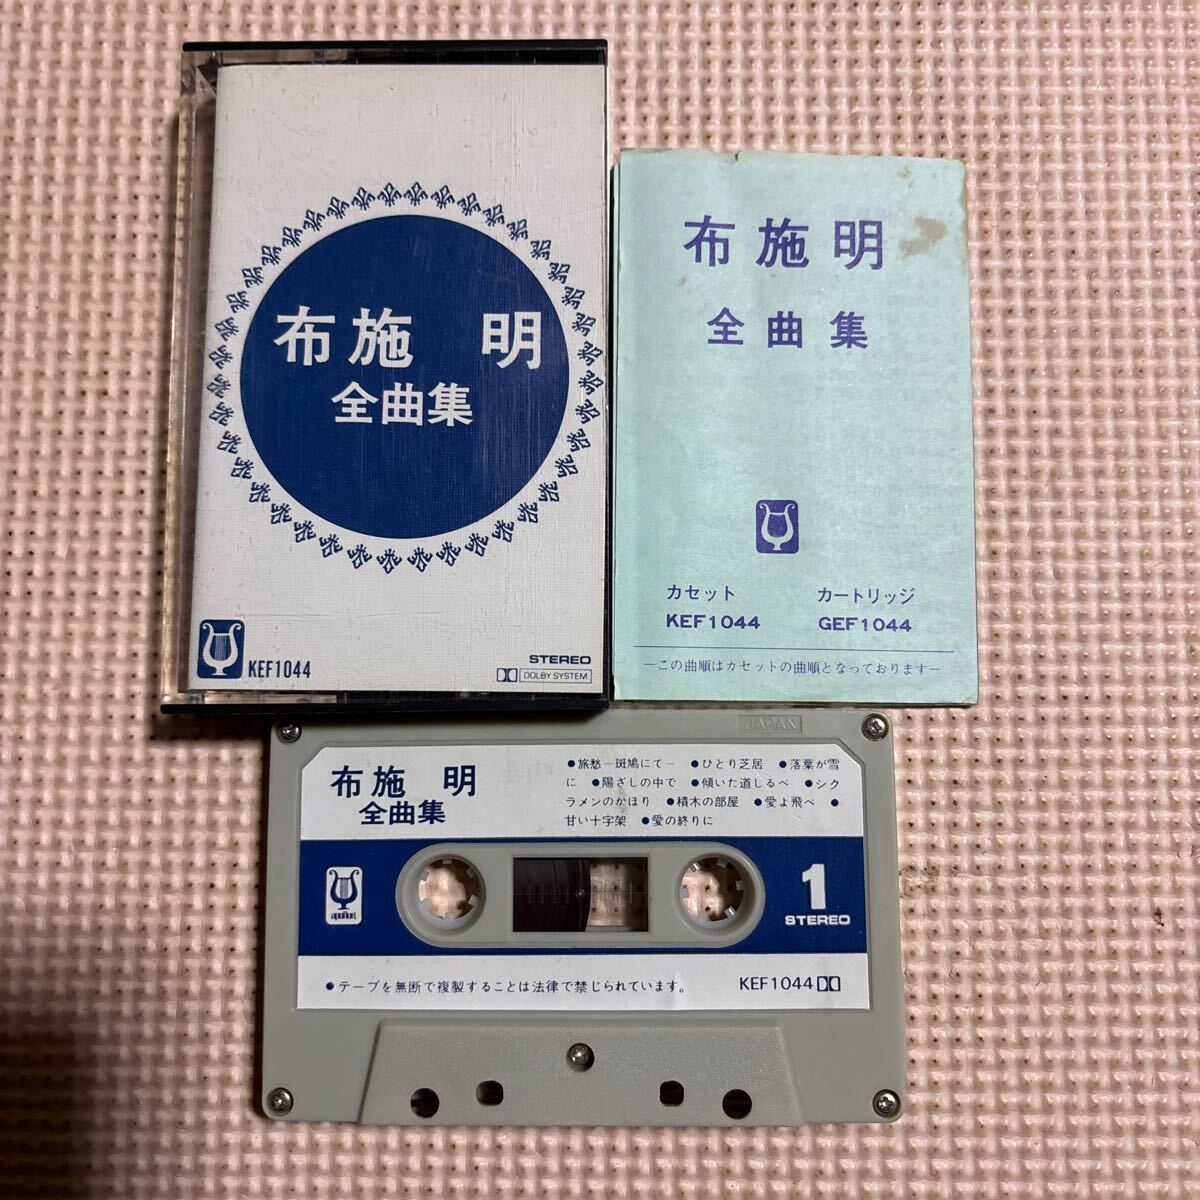 布施 明
全曲集
KEF1044
STEREO
DOLBY SYSTEM
布施明
全曲集
カセット カートリッジ
KEF1044 GEF1044
—この曲順はカセットの曲順となっております—
JAPAN
布施 明
全曲集
●旅愁—斑鳩にて— ●ひとり芝居 ●落葉が雪
に ●陽ざしの中で ●傾いた道しるべ ●シク
ラメンのかほり ●積木の部屋 ●愛よ飛べ ●
甘い十字架 ●愛の終りに
apollon
1
STEREO
●テープを無断で複製することは法律で禁じられています。
KEF1044